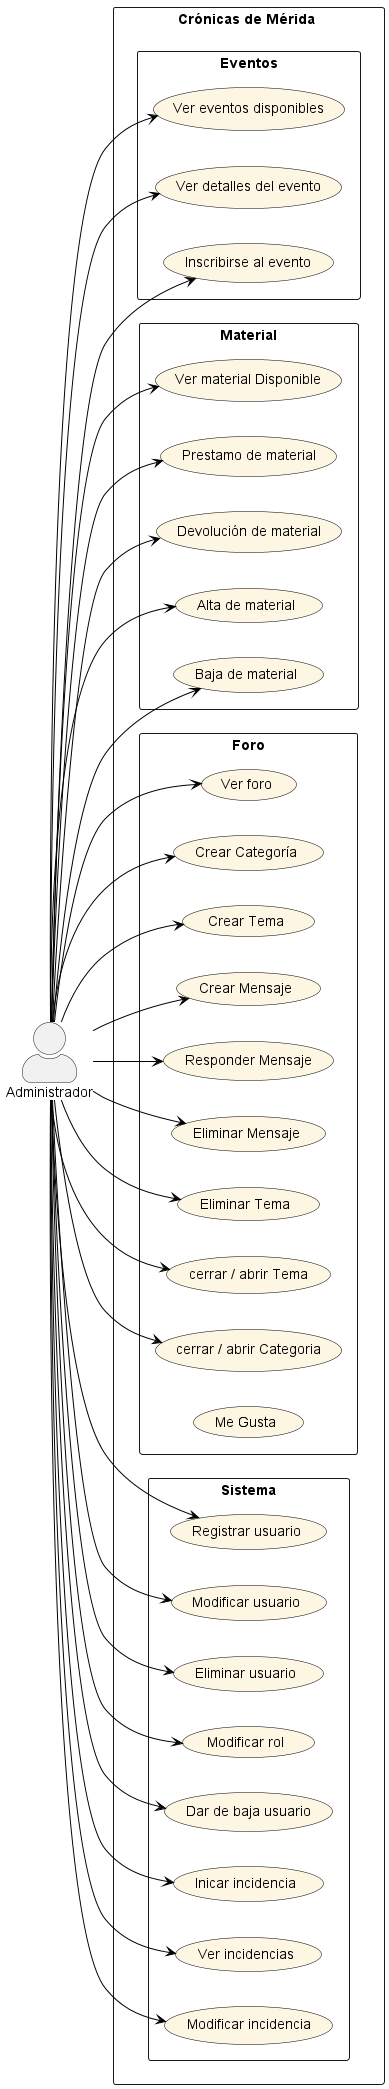 Crónicas de Mérida
Eventos
Ver eventos disponibles
Ver detalles del evento
Inscribirse al evento
Material
Ver material Disponible
Prestamo de material
Devolución de material
Alta de material
Baja de material
Foro
Ver foro
Crear Categoría
Crear Tema
Crear Mensaje
Responder Mensaje
Administrador
Eliminar Mensaje
Eliminar Tema
cerrar / abrir Tema
cerrar / abrir Categoria
Me Gusta
Sistema
Registrar usuario
Modificar usuario
Eliminar usuario
Modificar rol
Dar de baja usuario
Inicar incidencia
Ver incidencias
Modificar incidencia